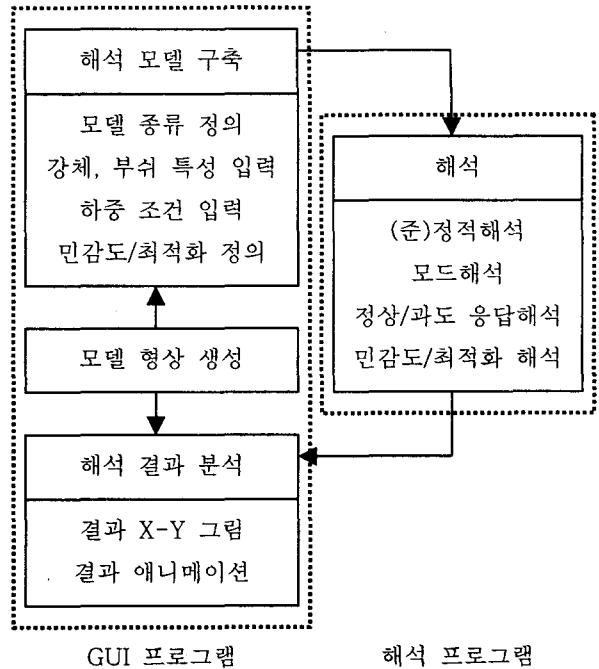 해석 모델 구축
모델 종류 정의
강체, 부쉬 특성 입력
하중 조건 입력
민감도/최적화 정의
모델 형상 생성
해석 결과 분석
결과 X-Y 그림
결과 애니메이션
GUI 프로그램
해석
(준)정적해석
모드해석
정상/과도 응답해석
민감도/최적화 해석
해석 프로그램